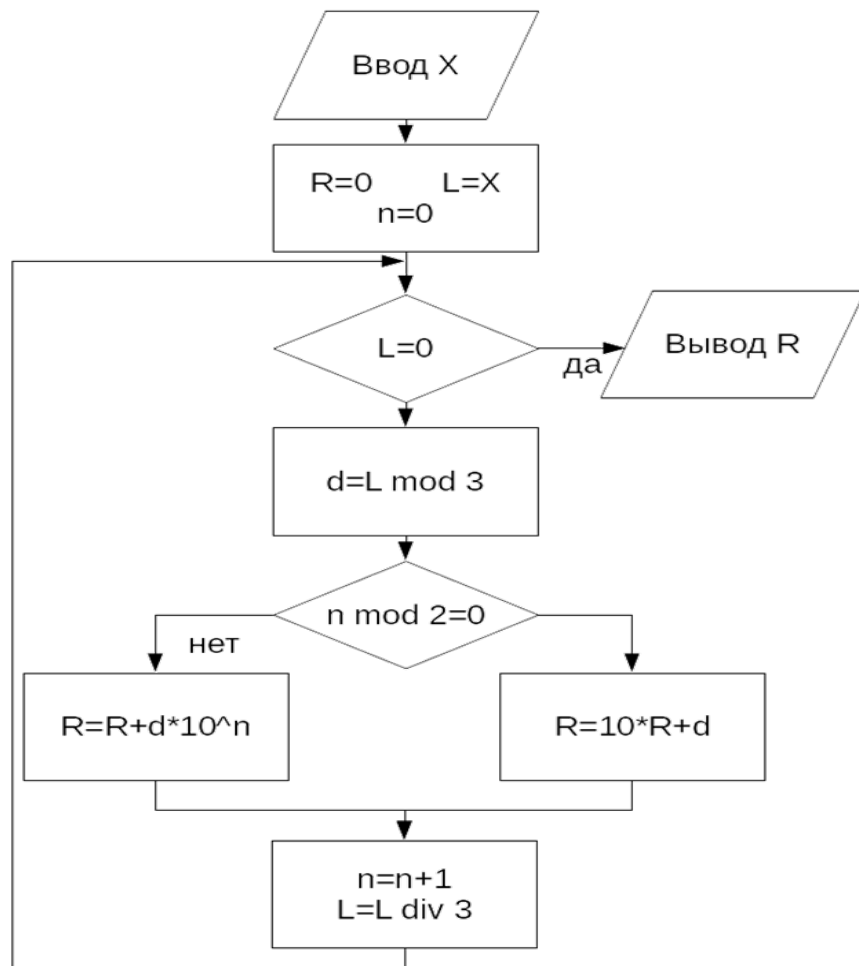 Ввод X
R=0 L=X
n=0
L=0
да
Вывод R
d=L mod 3
n mod 2=0
нет
R=R+d*10^n
R=10*R+d
n=n+1
L=L div 3